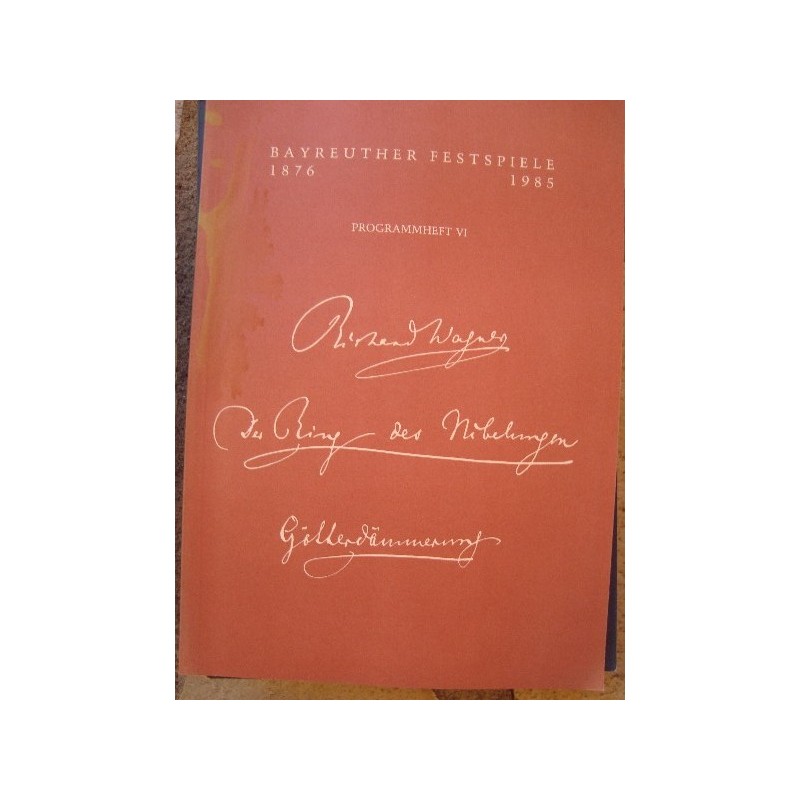 BAYREUTHER FESTSPIELE
1876 1985
PROGRAMMHEFT VI
Richard Wagner
Der Ring des Nibelungen
Götterdämmerung